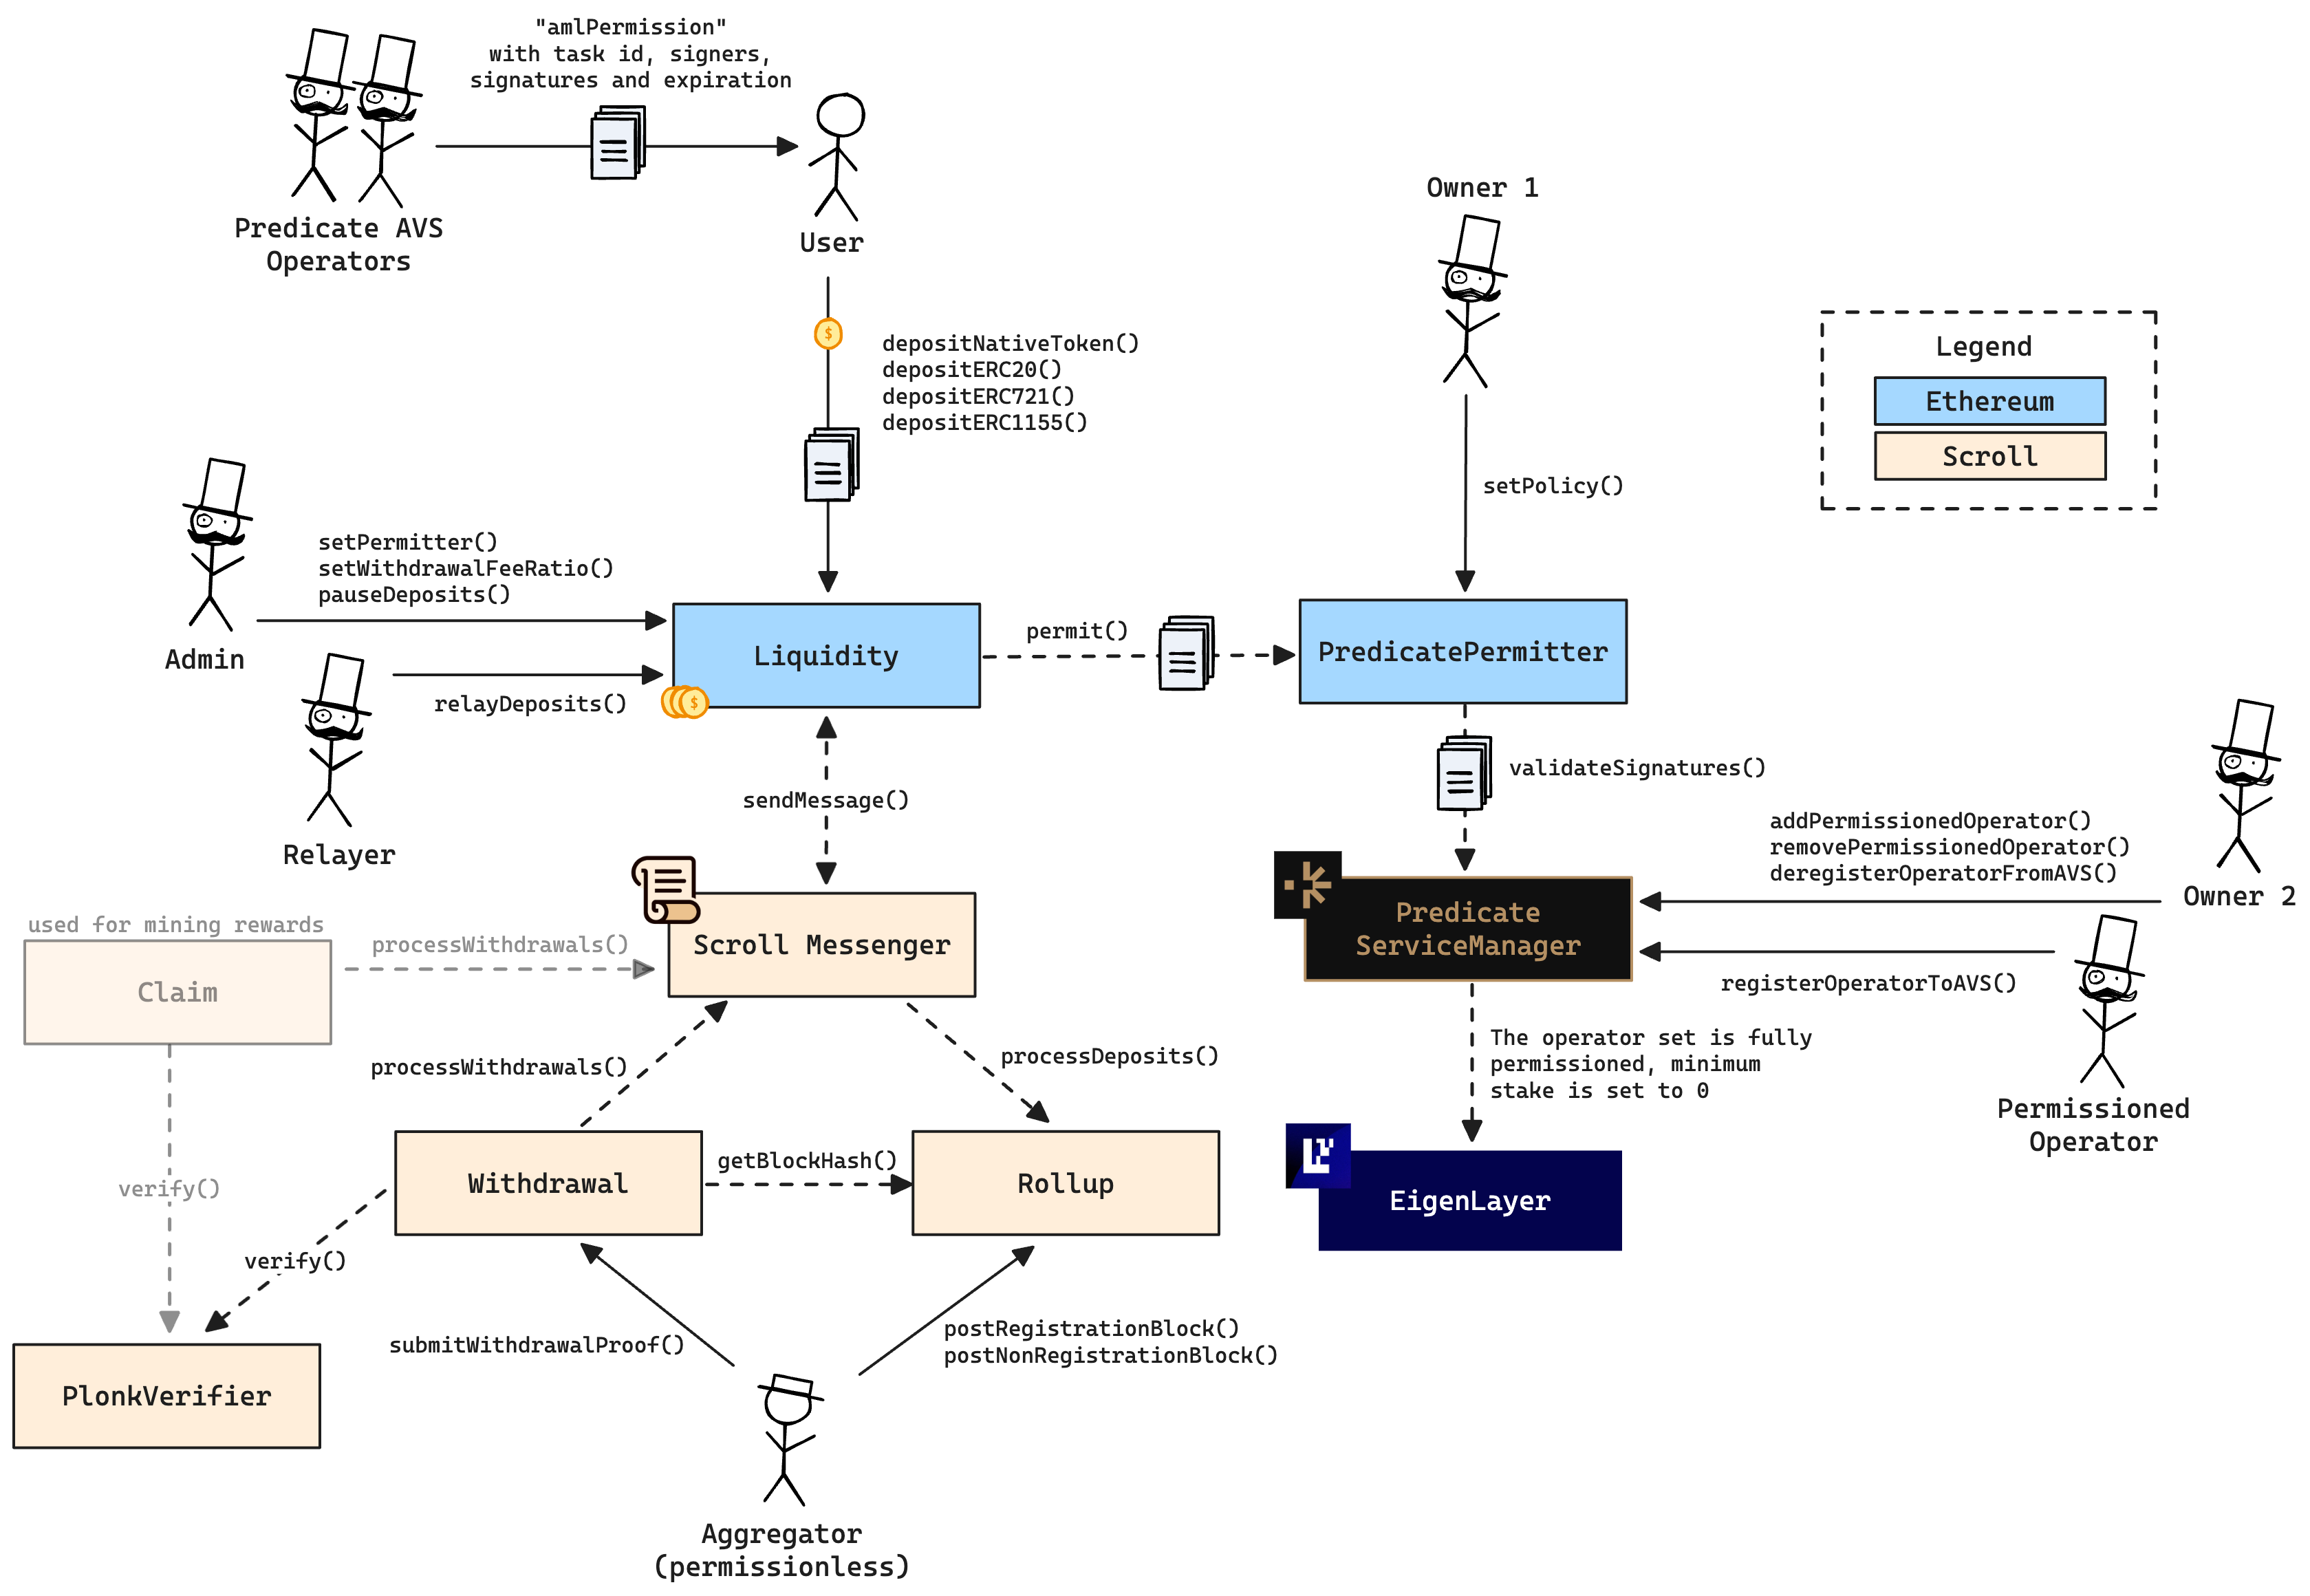 "amlPermission"
with task id, signers,
signatures and expiration
Predicate AVS
Operators
User
Owner 1
depositNativeToken()
depositERC20()
depositERC721()
depositERC1155()
Legend
Ethereum
Scroll
setPolicy()
setPermitter()
setWithdrawalFeeRatio()
pauseDeposits()
Admin
Liquidity
permit()
PredicatePermitter
relayDeposits()
Relayer
sendMessage()
validateSignatures()
addPermissionedOperator()
removePermissionedOperator()
deregisterOperatorFromAVS()
Owner 2
used for mining rewards
Claim
processWithdrawals()
Scroll Messenger
Predicate
ServiceManager
registerOperatorToAVS()
Permissioned
Operator
processWithdrawals()
processDeposits()
The operator set is fully
permissioned, minimum
stake is set to 0
verify()
Withdrawal
getBlockHash()
Rollup
EigenLayer
verify()
submitWithdrawalProof()
postRegistrationBlock()
postNonRegistrationBlock()
PlonkVerifier
Aggregator
(permissionless)